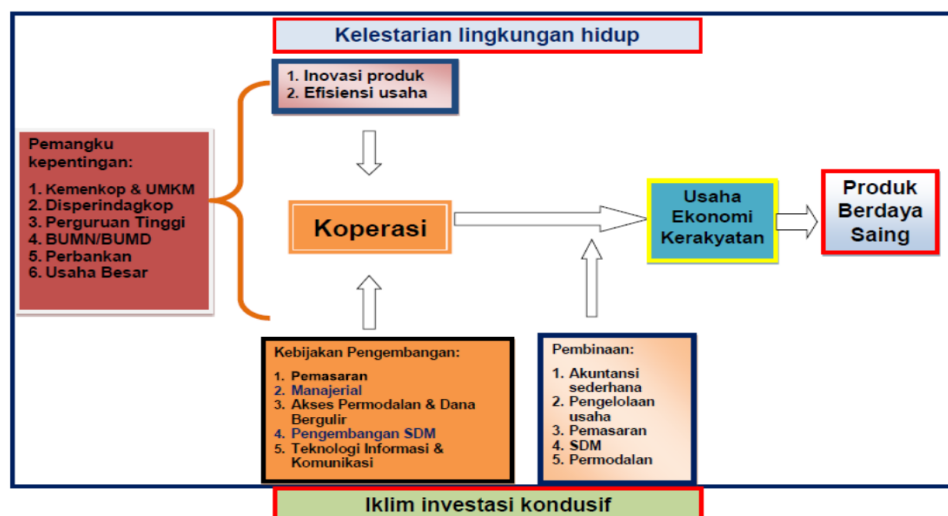 Kelestarian lingkungan hidup
1. Inovasi produk
2. Efisiensi usaha
Pemangku
kepentingan:
1. Kemenkop & UMKM
2. Disperindagkop
3. Perguruan Tinggi
4. BUMN/BUMD
5. Perbankan
6. Usaha Besar
Koperasi
Usaha
Ekonomi
Kerakyatan
Produk
Berdaya
Saing
Kebijakan Pengembangan:
1. Pemasaran
2. Manajerial
3. Akses Permodalan & Dana
Bergulir
4. Pengembangan SDM
5. Teknologi Informasi &
Komunikasi
Pembinaan:
1. Akuntansi
sederhana
2. Pengelolaan
usaha
3. Pemasaran
4. SDM
5. Permodalan
Iklim investasi kondusif